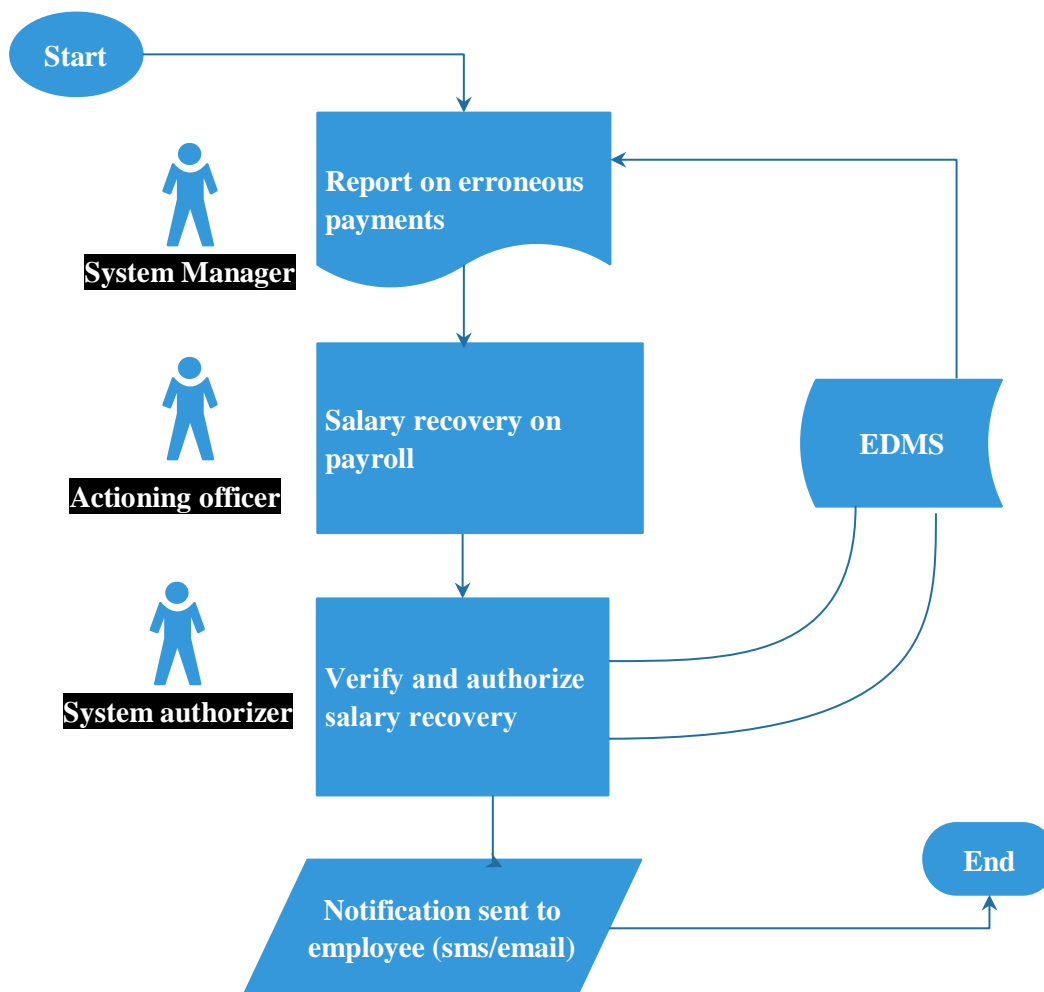 Start
Report on erroneous
payments
System Manager
Salary recovery on
payroll
EDMS
Actioning officer
Verify and authorize
salary recovery
System authorizer
End
Notification sent to
employee (sms/email)